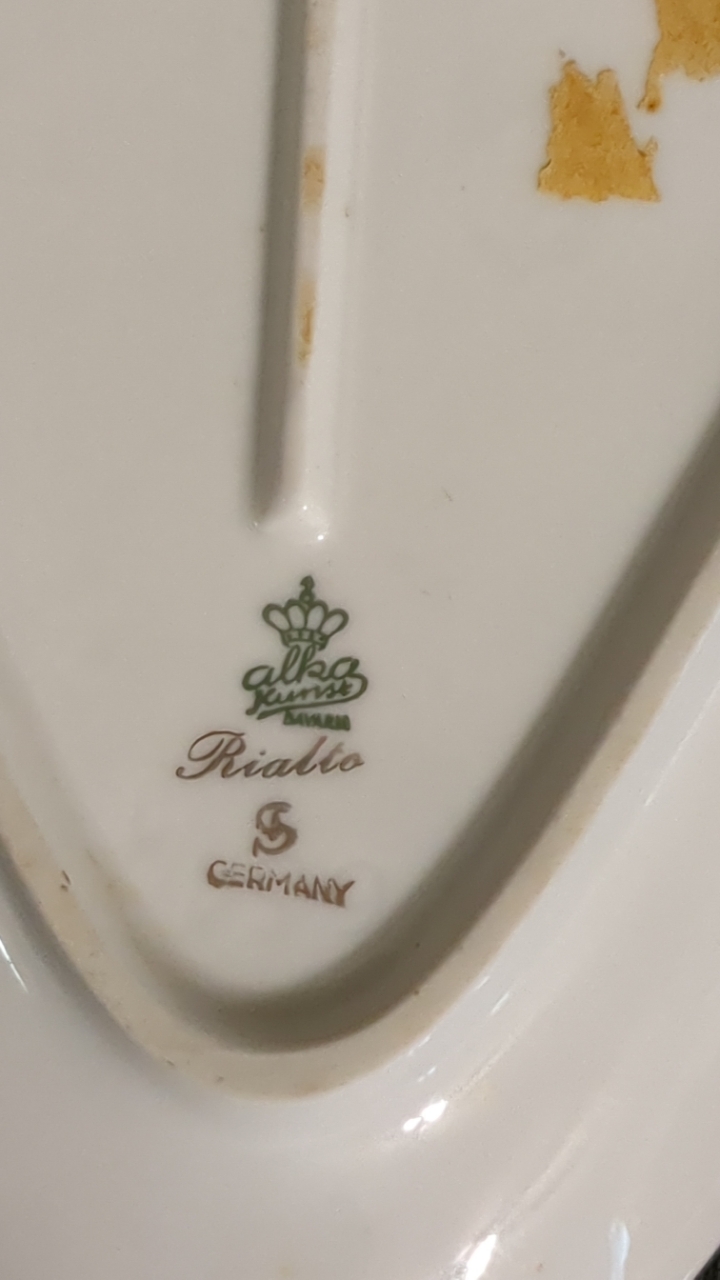 alka
Kunst
BAVARIA
Rialto
S
GERMANY